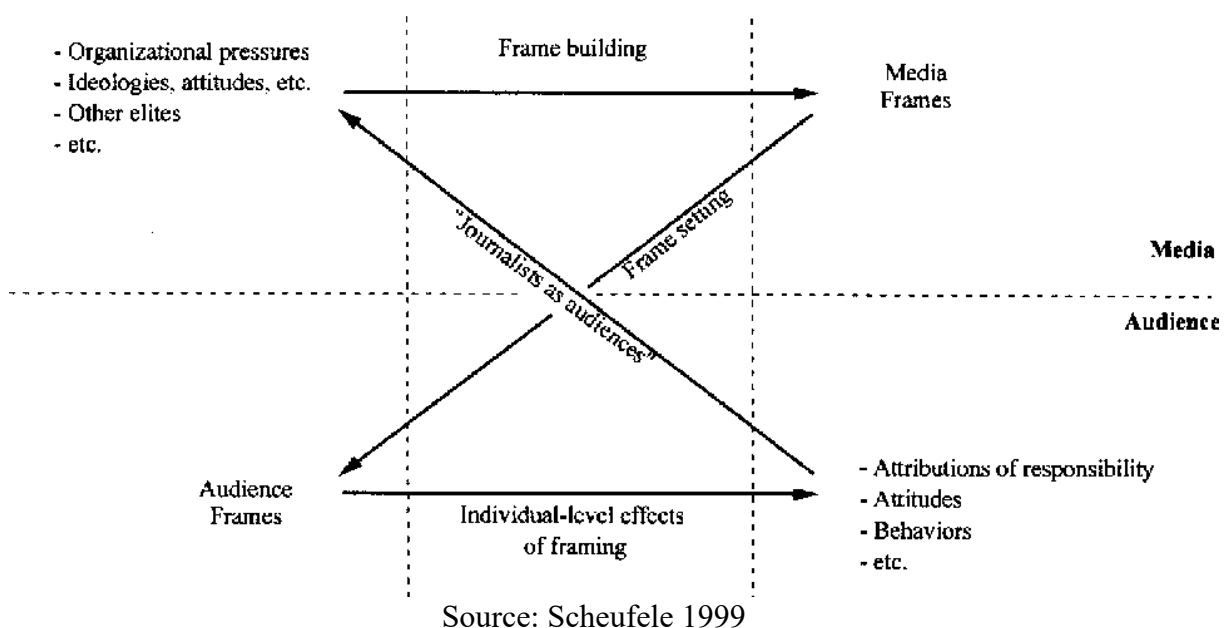 - Organizational pressures
- Ideologies, attitudes, etc.
- Other elites
- etc.
Frame building
Media
Frames
"Journalists as audiences"
Frame setting
Media
Audience
Audience
Frames
Individual-level effects
of framing
- Attributions of responsibility
- Attitudes
- Behaviors
- etc.
Source: Scheufele 1999